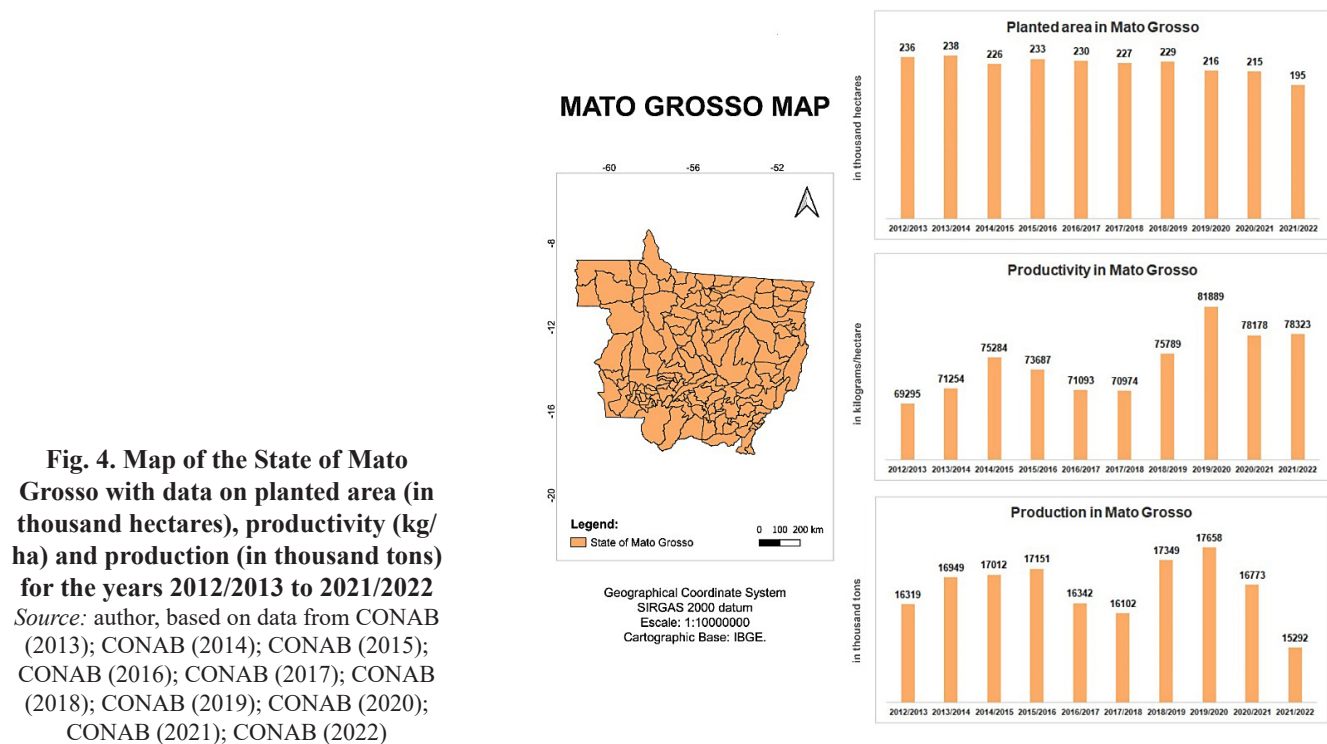 Fig. 4. Map of the State of Mato
Grosso with data on planted area (in
thousand hectares), productivity (kg/
ha) and production (in thousand tons)
for the years 2012/2013 to 2021/2022
Source: author, based on data from CONAB
(2013); CONAB (2014); CONAB (2015);
CONAB (2016); CONAB (2017); CONAB
(2018); CONAB (2019); CONAB (2020);
CONAB (2021); CONAB (2022)
MATO GROSSO MAP
-60 -56 -52
-8
-12
-16
-20
Legend:
State of Mato Grosso
0 100 200 km
Geographical Coordinate System
SIRGAS 2000 datum
Escale: 1:10000000
Cartographic Base: IBGE.
Planted area in Mato Grosso
in thousand hectares
236 238 226 233 230 227 229 216 215 195
2012/2013 2013/2014 2014/2015 2015/2016 2016/2017 2017/2018 2018/2019 2019/2020 2020/2021 2021/2022
Productivity in Mato Grosso
in kilograms/hectare
69295 71254 75284 73687 71093 70974 75789 81889 78178 78323
2012/2013 2013/2014 2014/2015 2015/2016 2016/2017 2017/2018 2018/2019 2019/2020 2020/2021 2021/2022
Production in Mato Grosso
in thousand tons
16319 16949 17012 17151 16342 16102 17349 17658 16773 15292
2012/2013 2013/2014 2014/2015 2015/2016 2016/2017 2017/2018 2018/2019 2019/2020 2020/2021 2021/2022